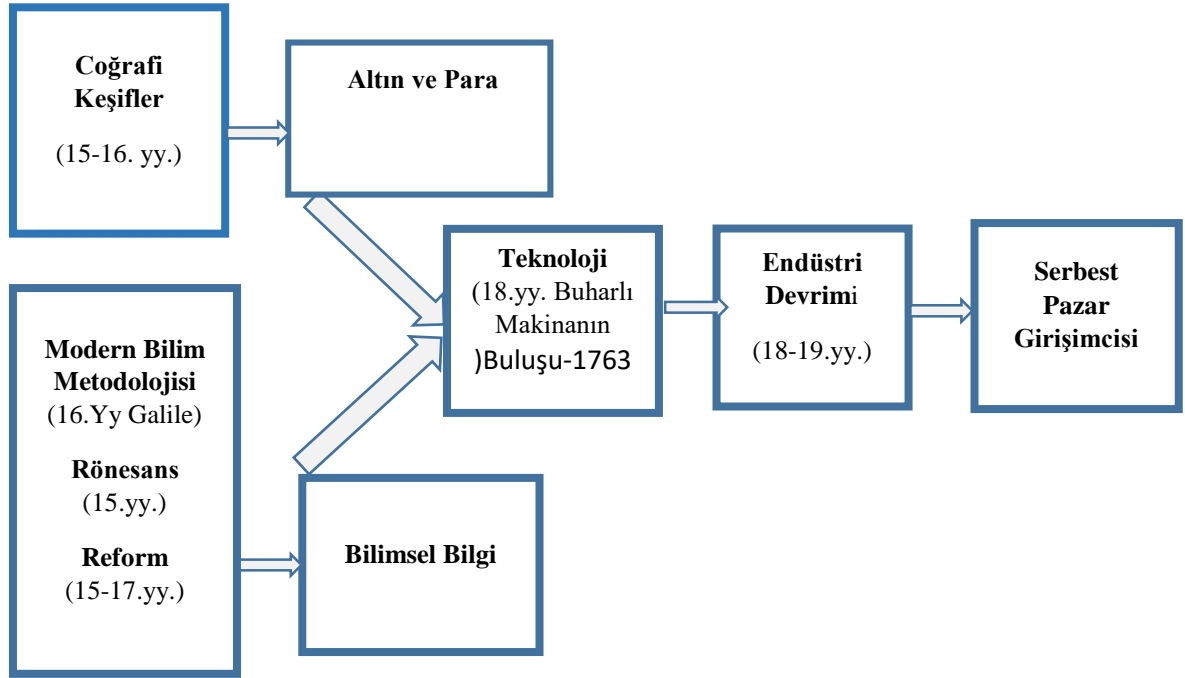 Coğrafi
Keşifler
(15-16. yy.)
Altın ve Para
Modern Bilim
Metodolojisi
(16.Yy Galile)
Rönesans
(15.yy.)
Reform
(15-17.yy.)
Bilimsel Bilgi
Teknoloji
(18.yy. Buharlı
Makinanın
)Buluşu-1763
Endüstri
Devrimi
(18-19.yy.)
Serbest
Pazar
Girişimcisi